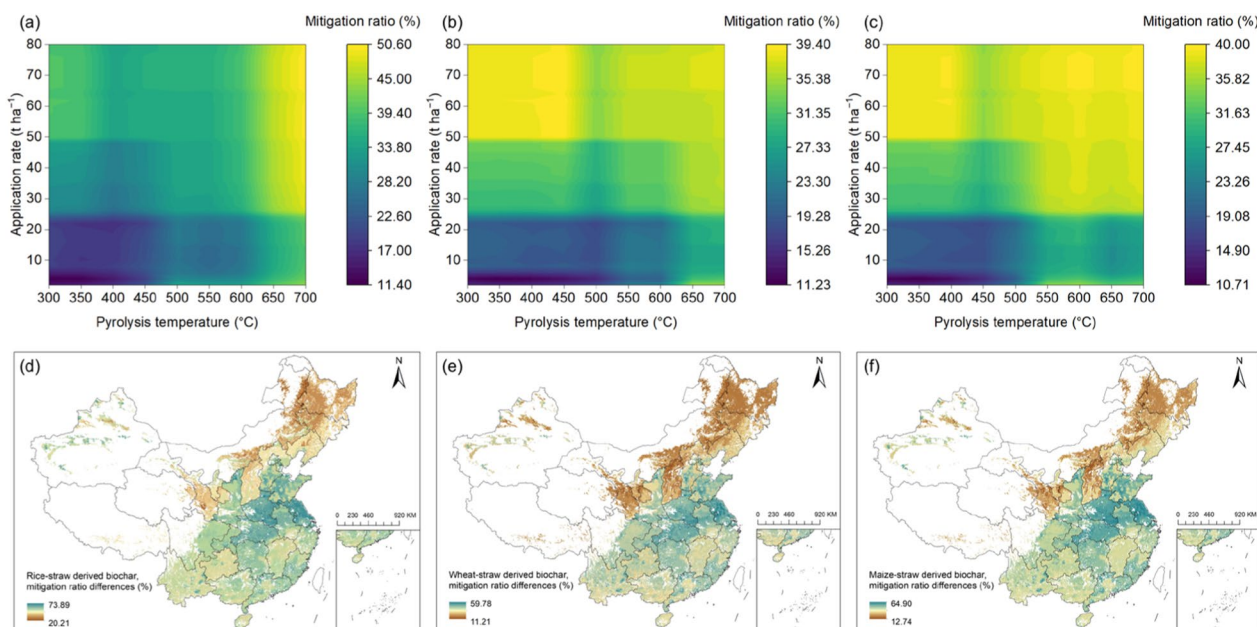 (a)
Mitigation ratio (%)
Application rate (t ha⁻¹)
80
70
60
50
40
30
20
10
300 350 400 450 500 550 600 650 700
Pyrolysis temperature (°C)
50.60
45.00
39.40
33.80
28.20
22.60
17.00
11.40
(b)
Mitigation ratio (%)
Application rate (t ha⁻¹)
80
70
60
50
40
30
20
10
300 350 400 450 500 550 600 650 700
Pyrolysis temperature (°C)
39.40
35.38
31.35
27.33
23.30
19.28
15.26
11.23
(c)
Mitigation ratio (%)
Application rate (t ha⁻¹)
80
70
60
50
40
30
20
10
300 350 400 450 500 550 600 650 700
Pyrolysis temperature (°C)
40.00
35.82
31.63
27.45
23.26
19.08
14.90
10.71
(d)
N
0 230 460 920 KM
Rice-straw derived biochar,
mitigation ratio differences (%)
73.89
20.21
(e)
N
0 230 460 920 KM
Wheat-straw derived biochar,
mitigation ratio differences (%)
59.78
11.21
(f)
N
0 230 460 920 KM
Maize-straw derived biochar,
mitigation ratio differences (%)
64.90
12.74